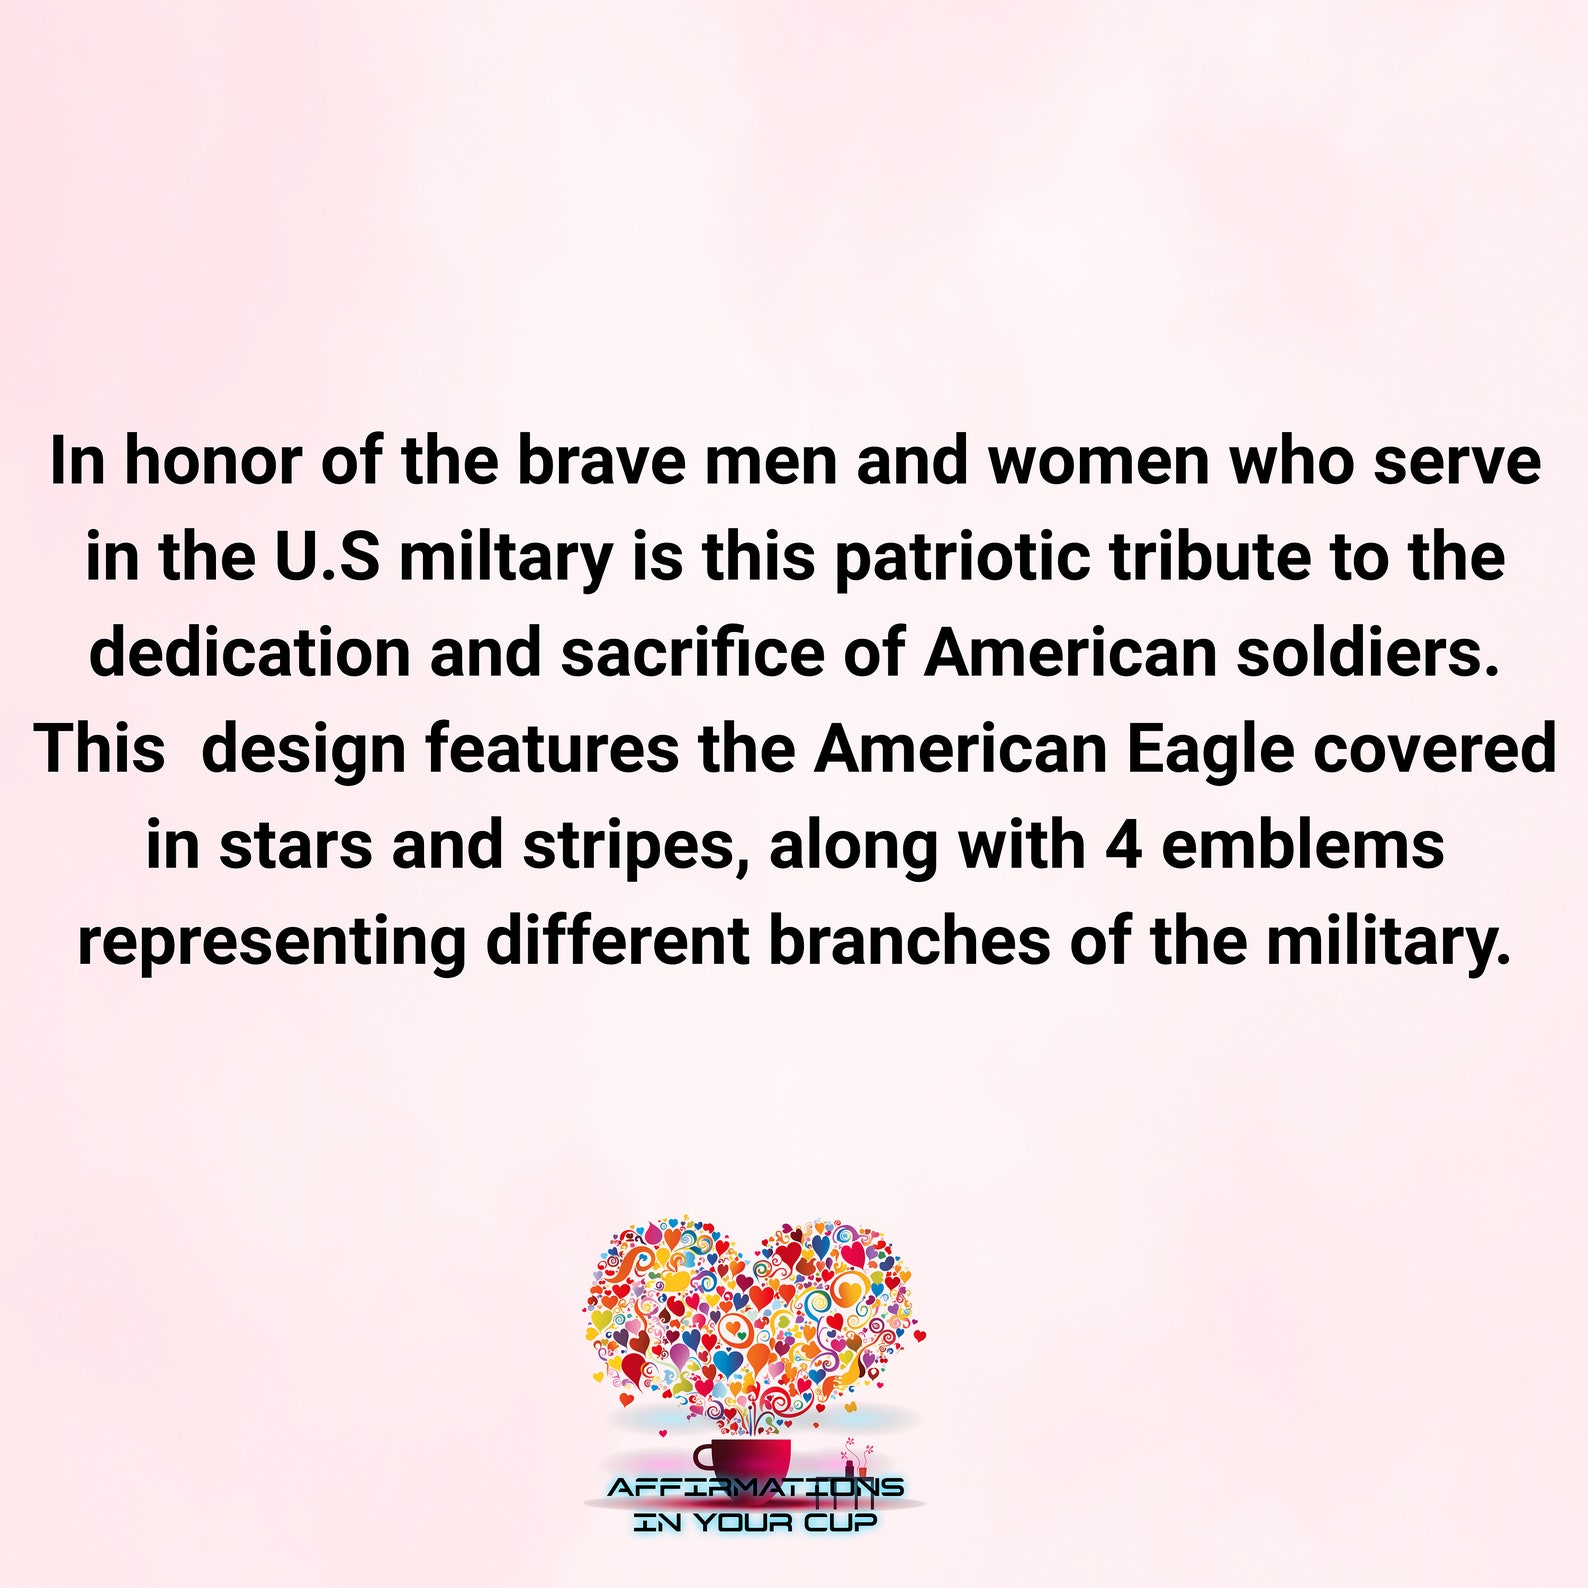 In honor of the brave men and women who serve
in the U.S miltary is this patriotic tribute to the
dedication and sacrifice of American soldiers.
This  design features the American Eagle covered
in stars and stripes, along with 4 emblems
representing different branches of the military.
AFFIRMATIONS
IN YOUR CUP